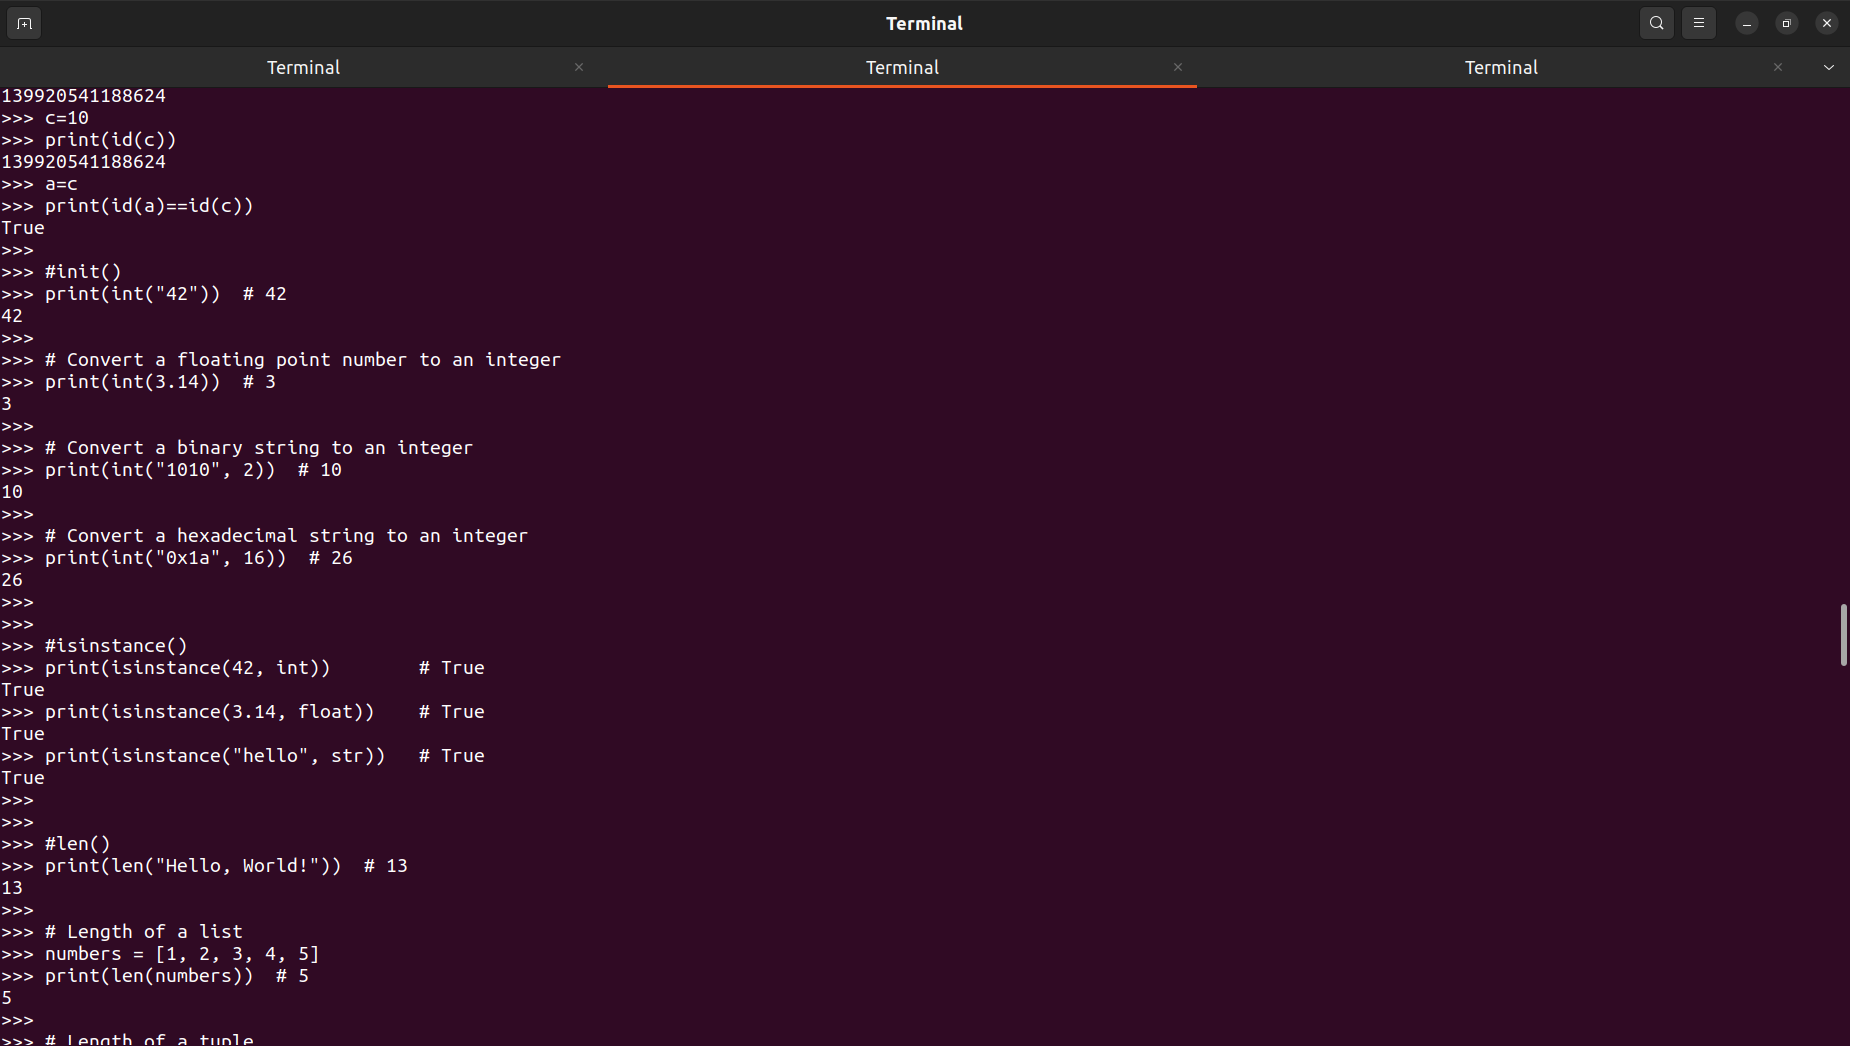 Terminal
Terminal Terminal Terminal
139920541188624
>>> c=10
>>> print(id(c))
139920541188624
>>> a=c
>>> print(id(a)==id(c))
True
>>>
>>> #init()
>>> print(int("42"))  # 42
42
>>>
>>> # Convert a floating point number to an integer
>>> print(int(3.14))  # 3
3
>>>
>>> # Convert a binary string to an integer
>>> print(int("1010", 2))  # 10
10
>>>
>>> # Convert a hexadecimal string to an integer
>>> print(int("0x1a", 16))  # 26
26
>>>
>>>
>>> #isinstance()
>>> print(isinstance(42, int))        # True
True
>>> print(isinstance(3.14, float))    # True
True
>>> print(isinstance("hello", str))   # True
True
>>>
>>>
>>> #len()
>>> print(len("Hello, World!"))  # 13
13
>>>
>>> # Length of a list
>>> numbers = [1, 2, 3, 4, 5]
>>> print(len(numbers))  # 5
5
>>>
>>> # Length of a tuple